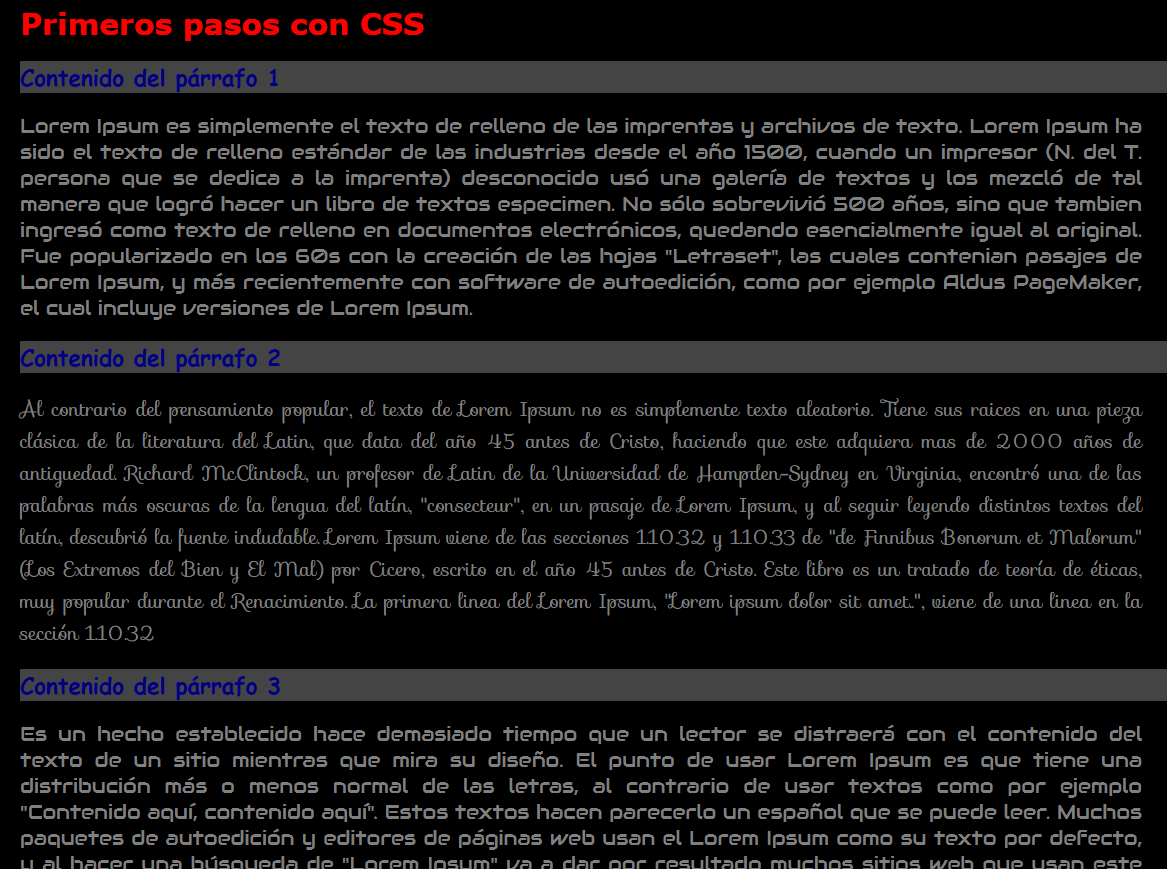 Primeros pasos con CSS
Contenido del párrafo 1
Lorem Ipsum es simplemente el texto de relleno de las imprentas y archivos de texto. Lorem Ipsum ha
sido el texto de relleno estándar de las industrias desde el año 1500, cuando un impresor (N. del T.
persona que se dedica a la imprenta) desconocido usó una galería de textos y los mezcló de tal
manera que logró hacer un libro de textos especimen. No sólo sobrevivió 500 años, sino que tambien
ingresó como texto de relleno en documentos electrónicos, quedando esencialmente igual al original.
Fue popularizado en los 60s con la creación de las hojas "Letraset", las cuales contenian pasajes de
Lorem Ipsum, y más recientemente con software de autoedición, como por ejemplo Aldus PageMaker,
el cual incluye versiones de Lorem Ipsum.
Contenido del párrafo 2
Al contrario del pensamiento popular, el texto de Lorem Ipsum no es simplemente texto aleatorio. Tiene sus raices en una pieza
clásica de la literatura del Latin, que data del año 45 antes de Cristo, haciendo que este adquiera mas de 2000 años de
antiguedad. Richard McClintock, un profesor de Latin de la Universidad de Hampden-Sydney en Virginia, encontró una de las
palabras más oscuras de la lengua del latín, "consecteur", en un pasaje de Lorem Ipsum, y al seguir leyendo distintos textos del
latín, descubrió la fuente indudable. Lorem Ipsum viene de las secciones 1.10.32 y 1.10.33 de "de Finnibus Bonorum et Malorum"
(Los Extremos del Bien y El Mal) por Cicero, escrito en el año 45 antes de Cristo. Este libro es un tratado de teoría de éticas,
muy popular durante el Renacimiento. La primera linea del Lorem Ipsum, "Lorem ipsum dolor sit amet..", viene de una linea en la
sección 1.10.32
Contenido del párrafo 3
Es un hecho establecido hace demasiado tiempo que un lector se distraerá con el contenido del
texto de un sitio mientras que mira su diseño. El punto de usar Lorem Ipsum es que tiene una
distribución más o menos normal de las letras, al contrario de usar textos como por ejemplo
"Contenido aquí, contenido aquí". Estos textos hacen parecerlo un español que se puede leer. Muchos
paquetes de autoedición y editores de páginas web usan el Lorem Ipsum como su texto por defecto,
y al hacer una búsqueda de "Lorem Ipsum" va a dar por resultado muchos sitios web que usan este